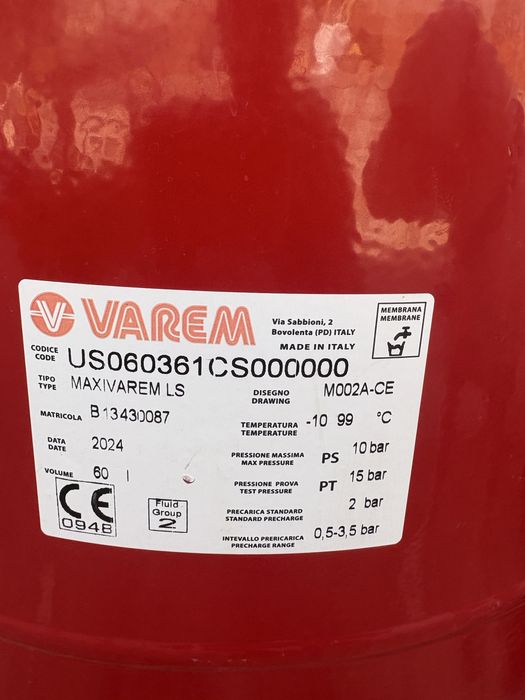 VAREM
Via Sabbioni, 2
Bovolenta (PD) ITALY
MADE IN ITALY
MEMBRANA
MEMBRANE
CODICE
CODE
US060361CS000000
TIPO
TYPE
MAXIVAREM LS
DISEGNO
DRAWING
M002A-CE
MATRICOLA
B13430087
TEMPERATURA
TEMPERATURE
-10 99 °C
DATA
DATE
2024
PRESSIONE MASSIMA
MAX PRESSURE
PS
10 bar
VOLUME
60 l
PRESSIONE PROVA
TEST PRESSURE
PT
15 bar
CE
0948
Fluid
Group
2
PRECARICA STANDARD
STANDARD PRECHARGE
2 bar
INTEVALLO PRERICARICA
PRECHARGE RANGE
0,5-3,5 bar